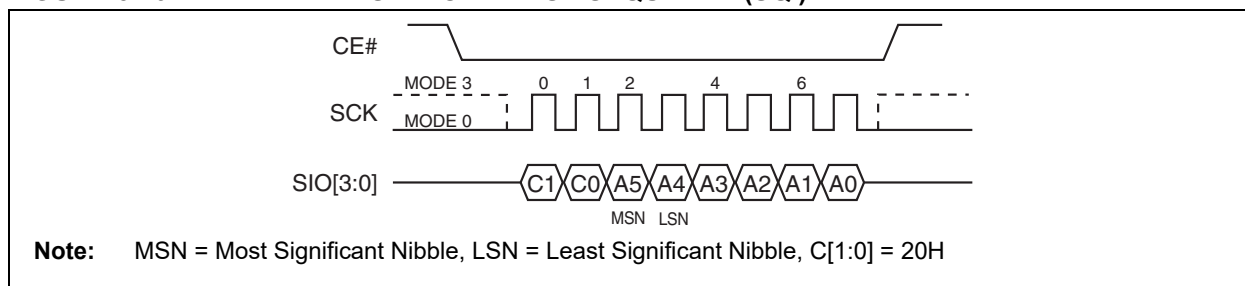 CE#
MODE 3 0 1 2 4 6
SCK
MODE 0
SIO[3:0] C1 C0 A5 A4 A3 A2 A1 A0
MSN LSN
Note: MSN = Most Significant Nibble, LSN = Least Significant Nibble, C[1:0] = 20H